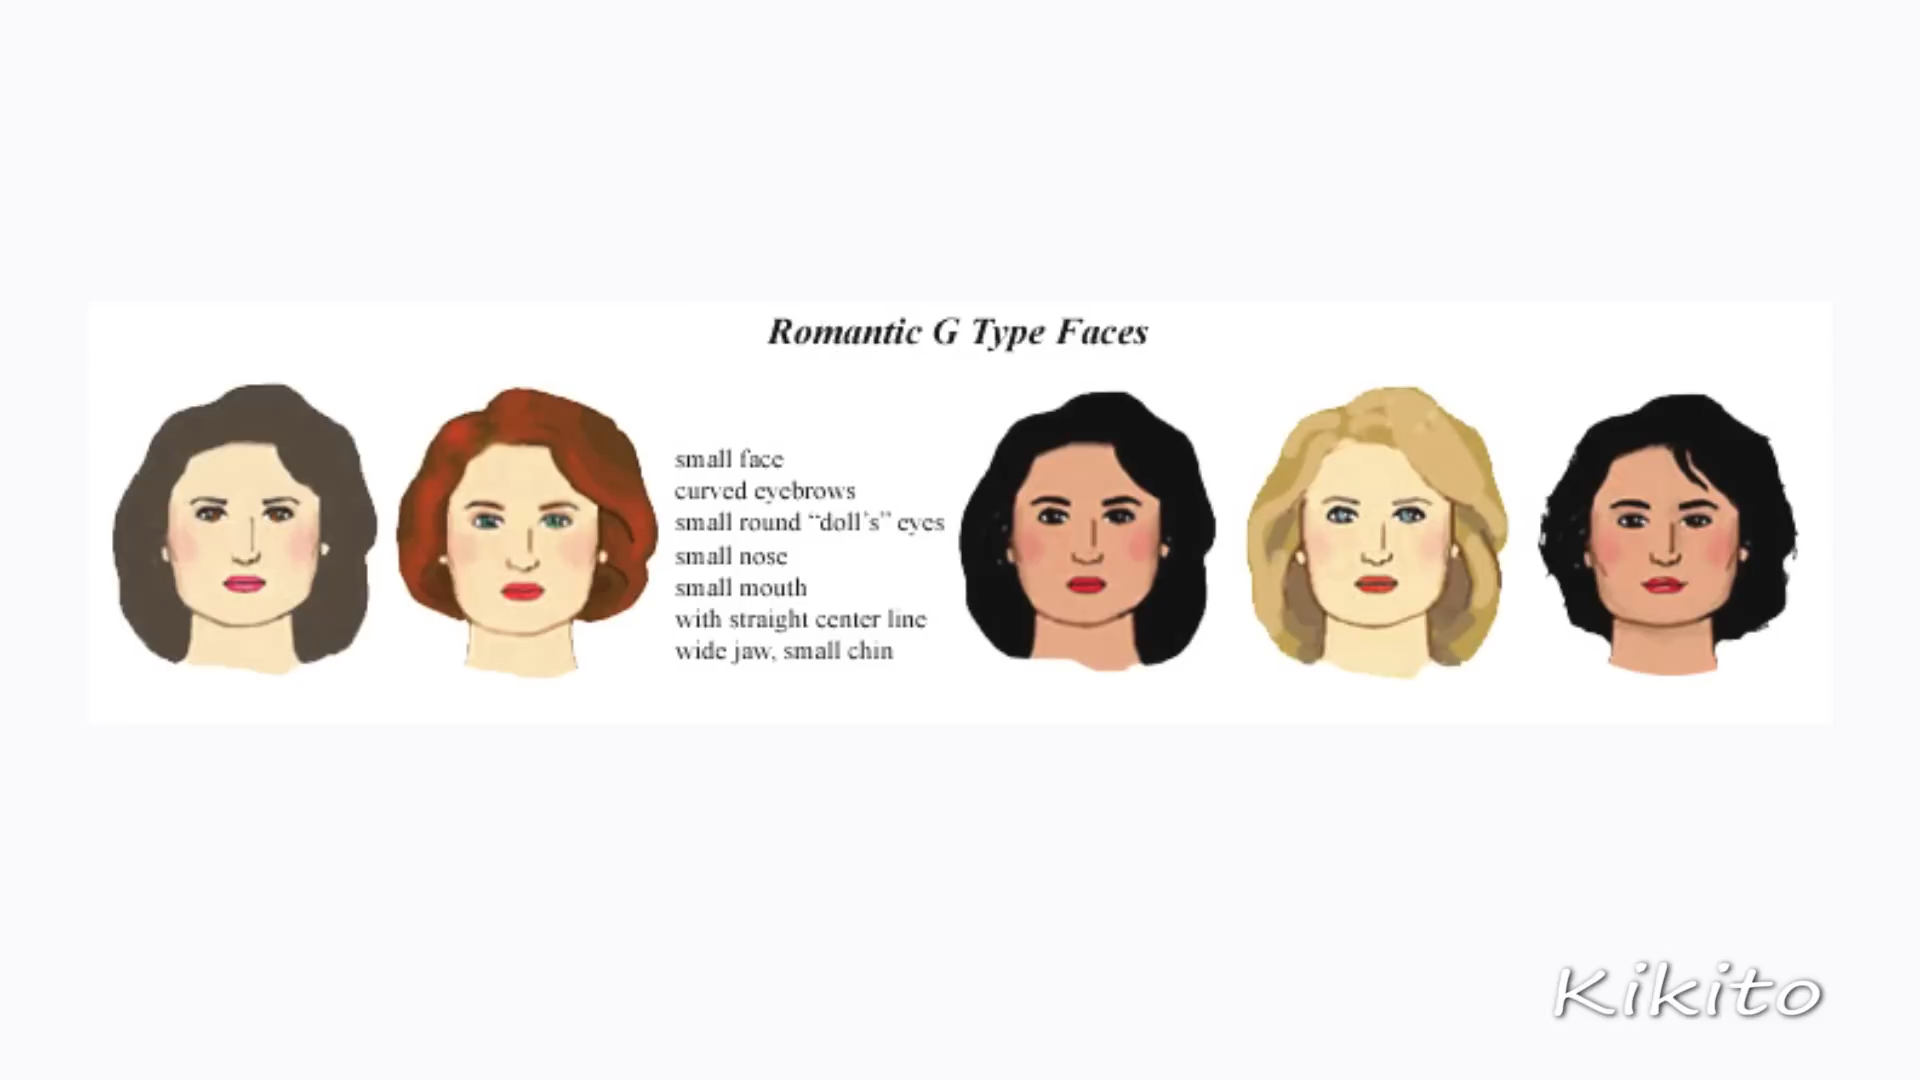 Romantic G Type Faces
small face
curved eyebrows
small round “doll’s” eyes
small nose
small mouth
with straight center line
wide jaw, small chin
Kikito